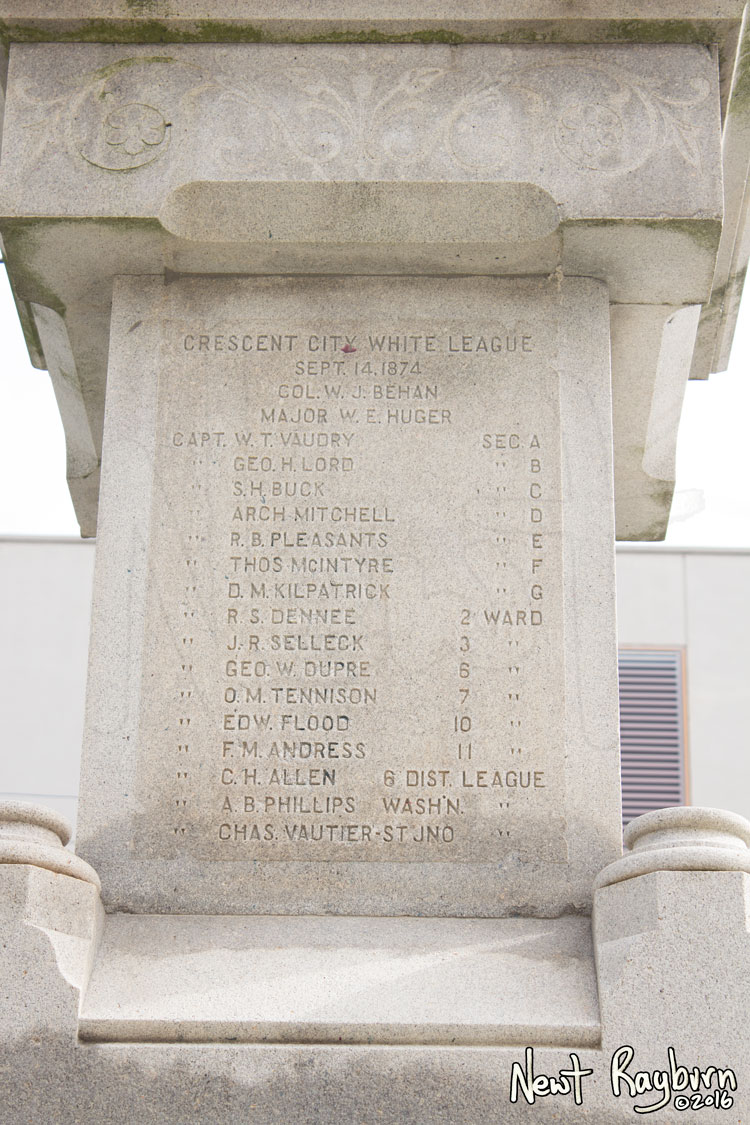 CRESCENT CITY WHITE LEAGUE
SEPT. 14, 1874
COL. W. J. BEHAN
MAJOR W. E. HUGER
CAPT. W. T. VAUDRY SEC. A
" GEO. H. LORD " B
" S. H. BUCK " C
" ARCH MITCHELL " D
" R. B. PLEASANTS " E
" THOS MCINTYRE " F
" D. M. KILPATRICK " G
" R. S. DENNEE 2 WARD
" J. R. SELLECK 3 "
" GEO. W. DUPRE 6 "
" O. M. TENNISON 7 "
" EDW. FLOOD 10 "
" F. M. ANDRESS 11 "
" C. H. ALLEN 6 DIST. LEAGUE
" A. B. PHILLIPS WASH'N. "
" CHAS. VAUTIER-ST JNO "
Newt Rayburn
©2016